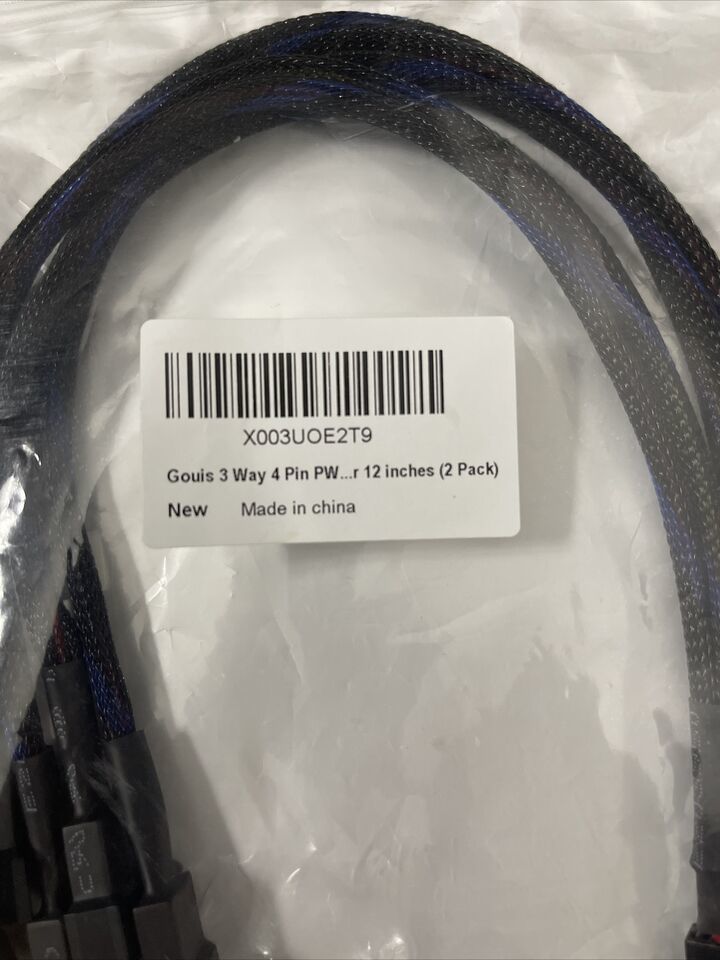 X003UOE2T9
Gouis 3 Way 4 Pin PW...r 12 inches (2 Pack)
New Made in china